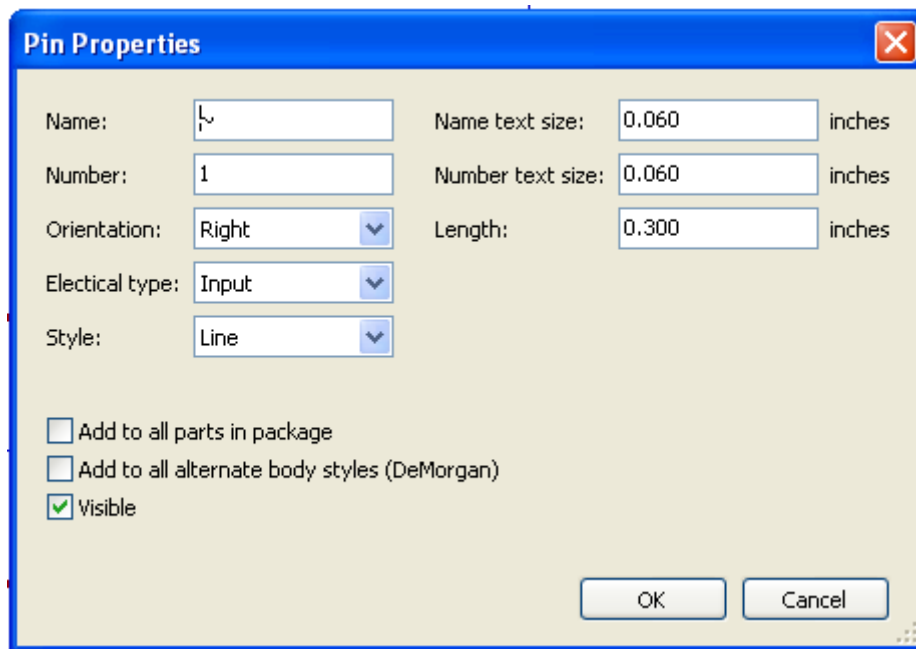 Pin Properties
Name: ~ Name text size: 0.060 inches
Number: 1 Number text size: 0.060 inches
Orientation: Right Length: 0.300 inches
Electical type: Input
Style: Line
Add to all parts in package
Add to all alternate body styles (DeMorgan)
Visible
OK Cancel